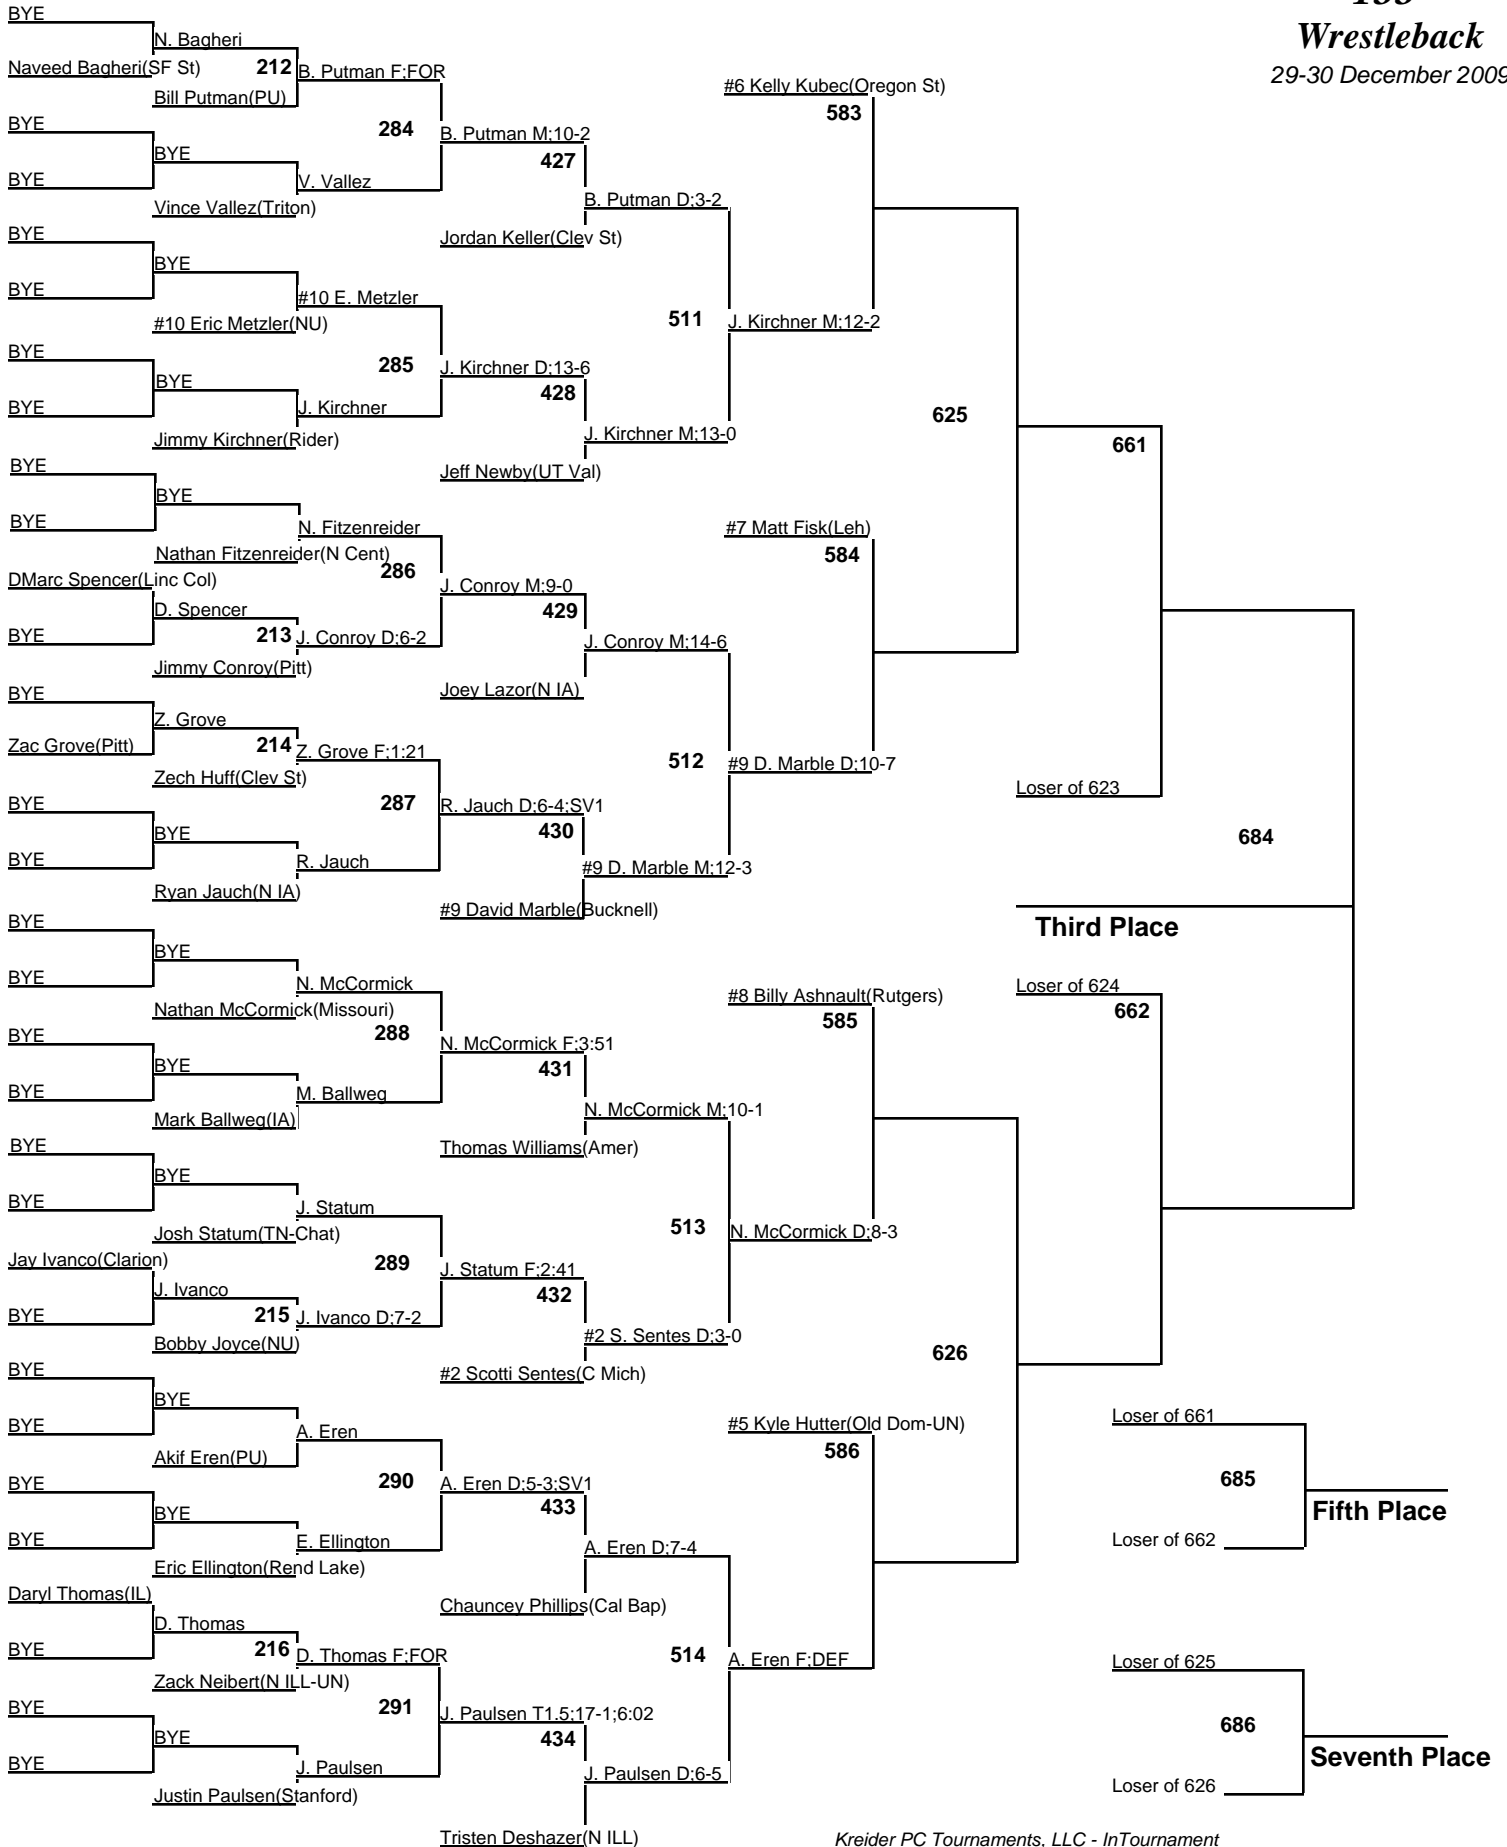 133
Wrestleback
29-30 December 2009
BYE
N. Bagheri
Naveed Bagheri(SF St)
212
B. Putman F;FOR
Bill Putman(PU)
BYE
284
B. Putman M;10-2
BYE
427
BYE
V. Vallez
Vince Vallez(Triton)
B. Putman D;3-2
#6 Kelly Kubec(Oregon St)
583
BYE
Jordan Keller(Clev St)
BYE
BYE
#10 E. Metzler
#10 Eric Metzler(NU)
511
J. Kirchner M;12-2
BYE
285
J. Kirchner D;13-6
BYE
428
BYE
J. Kirchner
625
Jimmy Kirchner(Rider)
J. Kirchner M;13-0
661
BYE
Jeff Newby(UT Val)
BYE
BYE
N. Fitzenreider
#7 Matt Fisk(Leh)
Nathan Fitzenreider(N Cent)
584
286
DMarc Spencer(Linc Col)
J. Conroy M;9-0
D. Spencer
429
BYE
213
J. Conroy D;6-2
J. Conroy M;14-6
Jimmy Conroy(Pitt)
BYE
Joey Lazor(N IA)
Z. Grove
Zac Grove(Pitt)
214
Z. Grove F;1:21
512
#9 D. Marble D;10-7
Zech Huff(Clev St)
Loser of 623
BYE
287
R. Jauch D;6-4;SV1
BYE
430
684
BYE
R. Jauch
#9 D. Marble M;12-3
Ryan Jauch(N IA)
#9 David Marble(Bucknell)
BYE
Third Place
BYE
BYE
N. McCormick
Loser of 624
Nathan McCormick(Missouri)
#8 Billy Ashnault(Rutgers)
662
BYE
288
585
N. McCormick F;3:51
BYE
431
BYE
M. Ballweg
N. McCormick M;10-1
Mark Ballweg(IA)
BYE
Thomas Williams(Amer)
BYE
BYE
J. Statum
Josh Statum(TN-Chat)
513
N. McCormick D;8-3
Jay Ivanco(Clarion)
289
J. Statum F;2:41
J. Ivanco
432
BYE
215
J. Ivanco D;7-2
#2 S. Sentes D;3-0
Bobby Joyce(NU)
626
BYE
#2 Scotti Sentes(C Mich)
BYE
BYE
A. Eren
#5 Kyle Hutter(Old Dom-UN)
Loser of 661
Akif Eren(PU)
586
BYE
290
A. Eren D;5-3;SV1
685
BYE
433
Fifth Place
BYE
E. Ellington
A. Eren D;7-4
Loser of 662
Eric Ellington(Rend Lake)
Daryl Thomas(IL)
Chauncey Phillips(Cal Bap)
D. Thomas
BYE
216
D. Thomas F;FOR
514
A. Eren F;DEF
Loser of 625
Zack Neibert(N ILL-UN)
BYE
291
J. Paulsen T1.5;17-1;6:02
686
BYE
434
Seventh Place
BYE
J. Paulsen
J. Paulsen D;6-5
Loser of 626
Justin Paulsen(Stanford)
Tristen Deshazer(N ILL)
Kreider PC Tournaments, LLC - InTournament